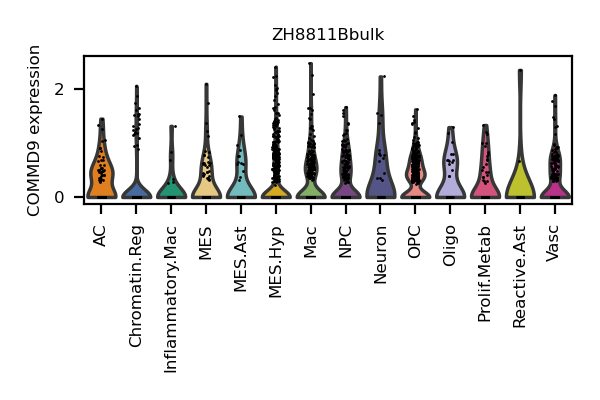 ZH8811Bbulk
COMMD9 expression
2
0
AC
Chromatin.Reg
Inflammatory.Mac
MES
MES.Ast
MES.Hyp
Mac
NPC
Neuron
OPC
Oligo
Prolif.Metab
Reactive.Ast
Vasc